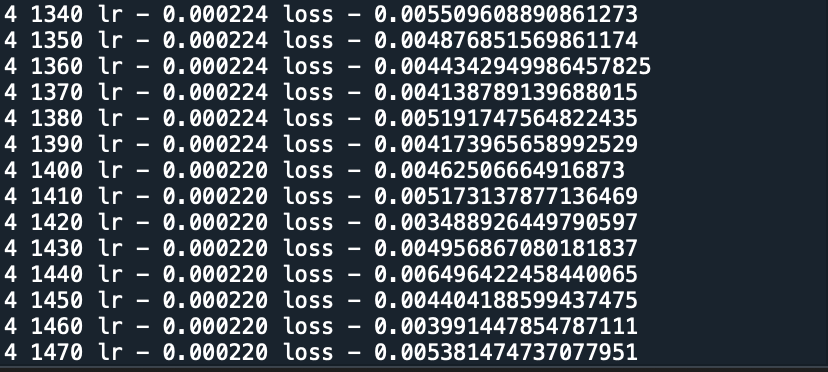 4 1340 lr - 0.000224 loss - 0.005509608890861273
4 1350 lr - 0.000224 loss - 0.004876851569861174
4 1360 lr - 0.000224 loss - 0.0044342949986457825
4 1370 lr - 0.000224 loss - 0.004138789139688015
4 1380 lr - 0.000224 loss - 0.005191747564822435
4 1390 lr - 0.000224 loss - 0.004173965658992529
4 1400 lr - 0.000220 loss - 0.00462506664916873
4 1410 lr - 0.000220 loss - 0.005173137877136469
4 1420 lr - 0.000220 loss - 0.003488926449790597
4 1430 lr - 0.000220 loss - 0.004956867080181837
4 1440 lr - 0.000220 loss - 0.006496422458440065
4 1450 lr - 0.000220 loss - 0.004404188599437475
4 1460 lr - 0.000220 loss - 0.003991447854787111
4 1470 lr - 0.000220 loss - 0.005381474737077951